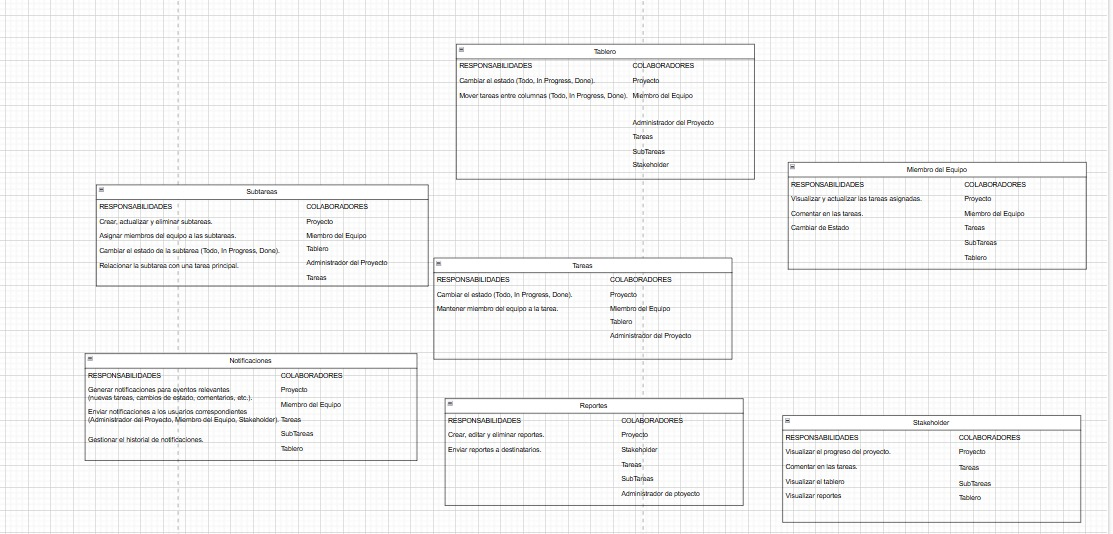 Tablero
RESPONSABILIDADES
COLABORADORES
Cambiar el estado (Todo, In Progress, Done).
Proyecto
Mover tareas entre columnas (Todo, In Progress, Done).
Miembro del Equipo
Administrador del Proyecto
Tareas
SubTareas
Stakeholder
Miembro del Equipo
RESPONSABILIDADES
COLABORADORES
Visualizar y actualizar las tareas asignadas.
Proyecto
Comentar en las tareas.
Miembro del Equipo
Cambiar de Estado
Tareas
SubTareas
Tablero
Subtareas
RESPONSABILIDADES
COLABORADORES
Crear, actualizar y eliminar subtareas.
Proyecto
Asignar miembros del equipo a las subtareas.
Miembro del Equipo
Cambiar el estado de la subtarea (Todo, In Progress, Done).
Tablero
Relacionar la subtarea con una tarea principal.
Administrador del Proyecto
Tareas
Tareas
RESPONSABILIDADES
COLABORADORES
Cambiar el estado (Todo, In Progress, Done).
Proyecto
Mantener miembro del equipo a la tarea.
Miembro del Equipo
Tablero
Administrador del Proyecto
Notificaciones
RESPONSABILIDADES
COLABORADORES
Generar notificaciones para eventos relevantes
(nuevas tareas, cambios de estado, comentarios, etc.).
Proyecto
Miembro del Equipo
Enviar notificaciones a los usuarios correspondientes
(Administrador del Proyecto, Miembro del Equipo, Stakeholder).
Tareas
SubTareas
Gestionar el historial de notificaciones.
Tablero
Reportes
RESPONSABILIDADES
COLABORADORES
Crear, editar y eliminar reportes.
Proyecto
Enviar reportes a destinatarios.
Stakeholder
Tareas
SubTareas
Administrador de ptoyecto
Stakeholder
RESPONSABILIDADES
COLABORADORES
Visualizar el progreso del proyecto.
Proyecto
Comentar en las tareas.
Tareas
Visualizar el tablero
SubTareas
Visualizar reportes
Tablero